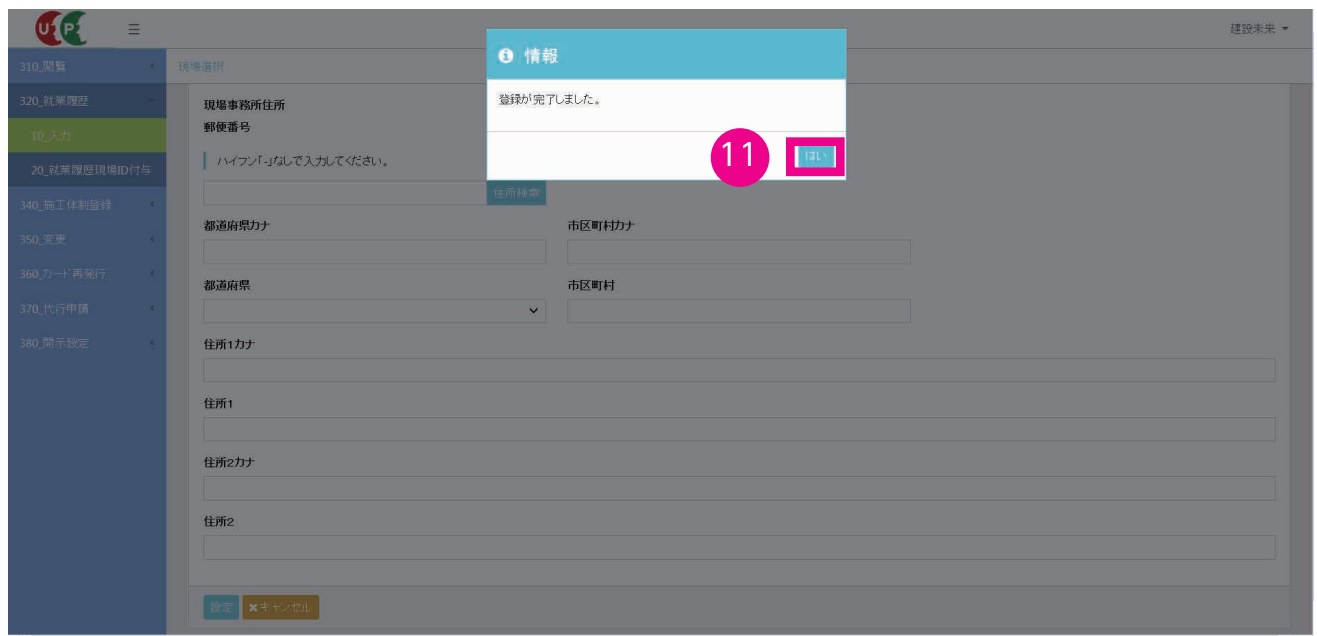 U P
建設未来
情報
登録が完了しました。
11
はい
310_閲覧
320_就業履歴
10_入力
20_就業履歴現場ID付与
340_施工体制登録
350_変更
360_カード再発行
370_代行申請
380_開示設定
現場選択
現場事務所住所
郵便番号
ハイフン「-」なしで入力してください。
住所検索
都道府県カナ
市区町村カナ
都道府県
市区町村
住所1カナ
住所1
住所2カナ
住所2
設定
キャンセル